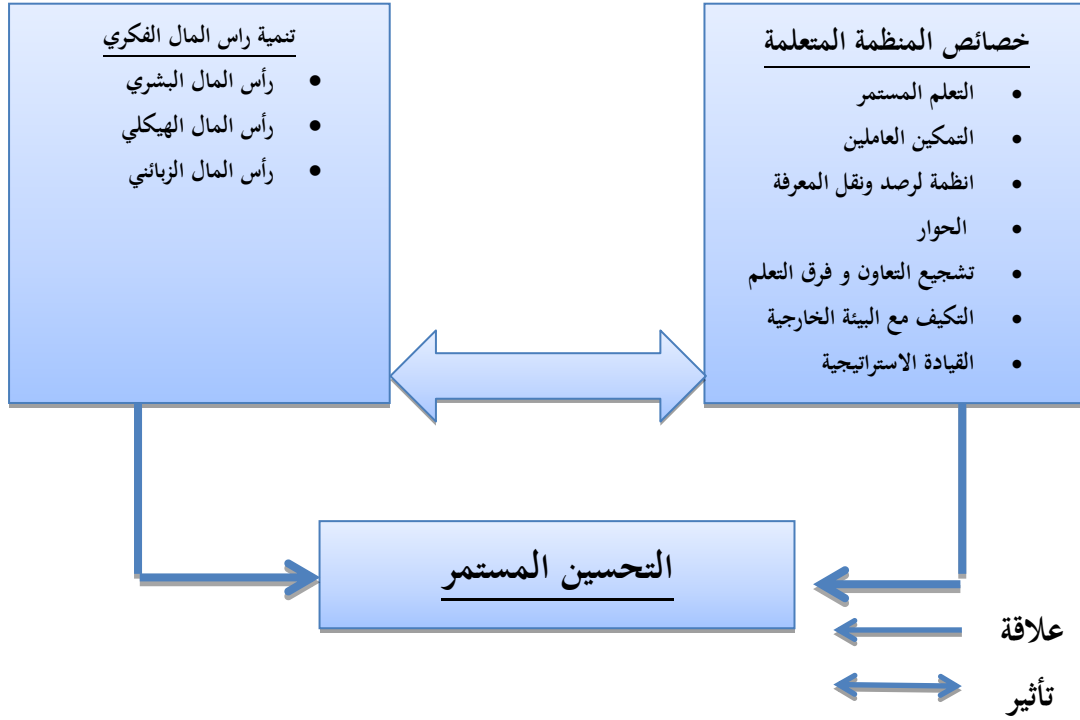 خصائص المنظمة المتعلمة
• التعلم المستمر
• التمكين العاملين
• انظمة لرصد ونقل المعرفة
• الحوار
• تشجيع التعاون و فرق التعلم
• التكيف مع البيئة الخارجية
• القيادة الاستراتيجية
تنمية راس المال الفكري
• رأس المال البشري
• رأس المال الهيكلي
• رأس المال الزبائني
التحسين المستمر
علاقة
تأثير